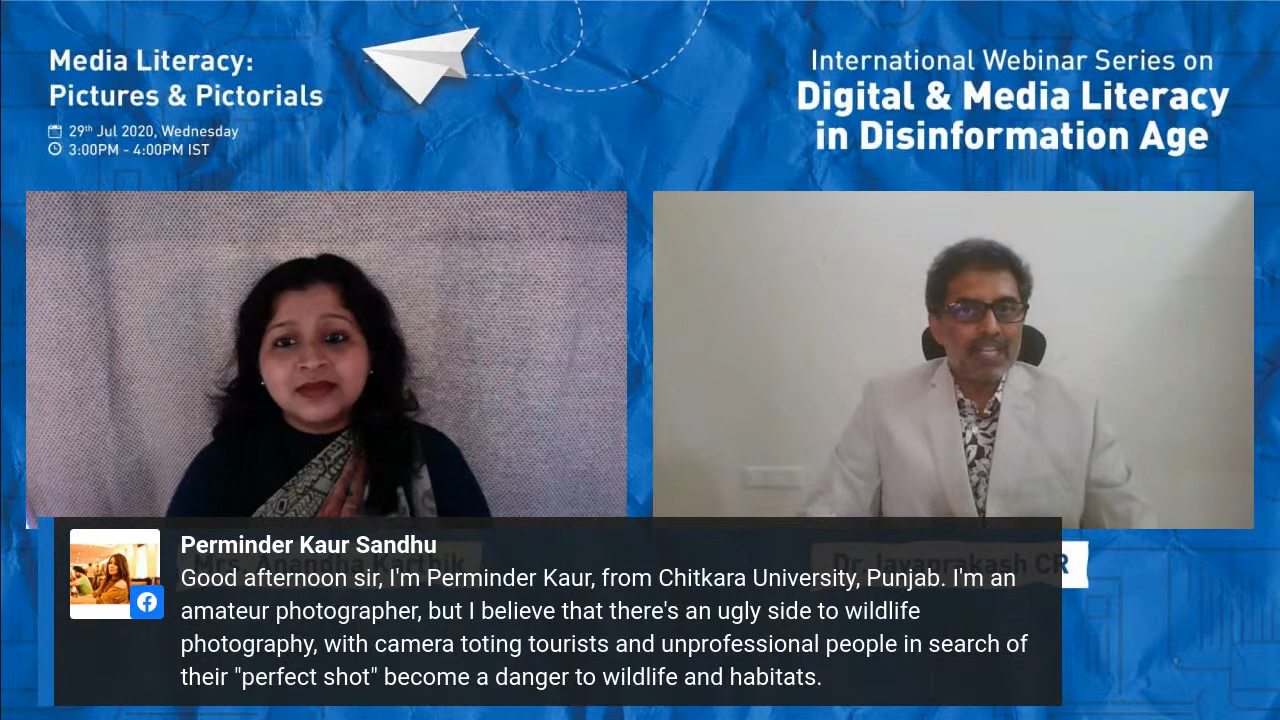 Media Literacy:
Pictures & Pictorials
29th Jul 2020, Wednesday
3:00PM - 4:00PM IST
International Webinar Series on
Digital & Media Literacy
in Disinformation Age
Dr Jayaprakash CR
Perminder Kaur Sandhu
Good afternoon sir, I'm Perminder Kaur, from Chitkara University, Punjab. I'm an
amateur photographer, but I believe that there's an ugly side to wildlife
photography, with camera toting tourists and unprofessional people in search of
their "perfect shot" become a danger to wildlife and habitats.